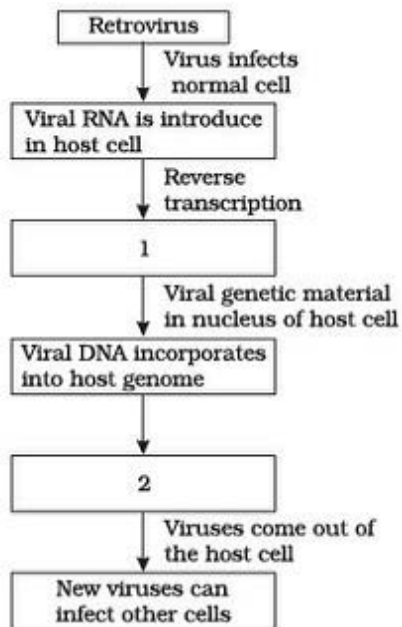 Retrovirus
Virus infects
normal cell
Viral RNA is introduce
in host cell
Reverse
transcription
1
Viral genetic material
in nucleus of host cell
Viral DNA incorporates
into host genome
2
Viruses come out of
the host cell
New viruses can
infect other cells